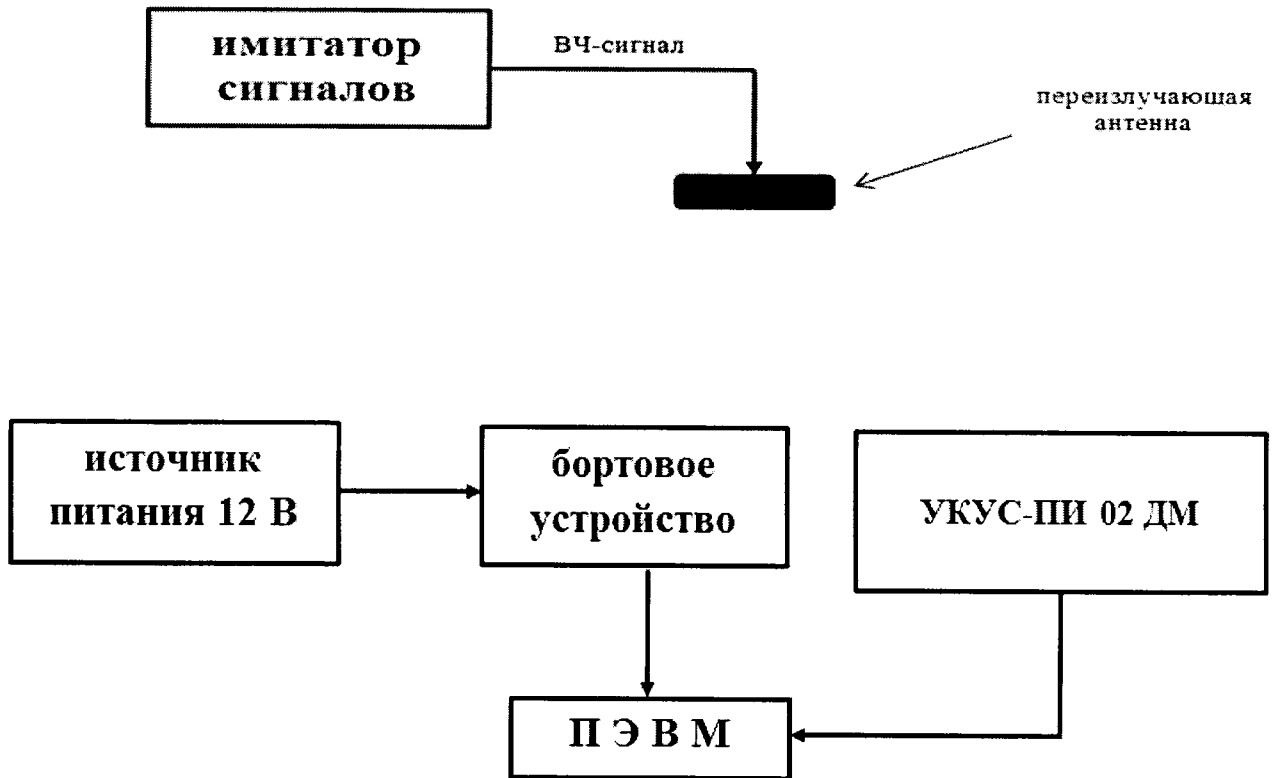 имитатор
сигналов
ВЧ-сигнал
переизлучающая
антенна
источник
питания 12 В
бортовое
устройство
УКУС-ПИ 02 ДМ
П Э В М